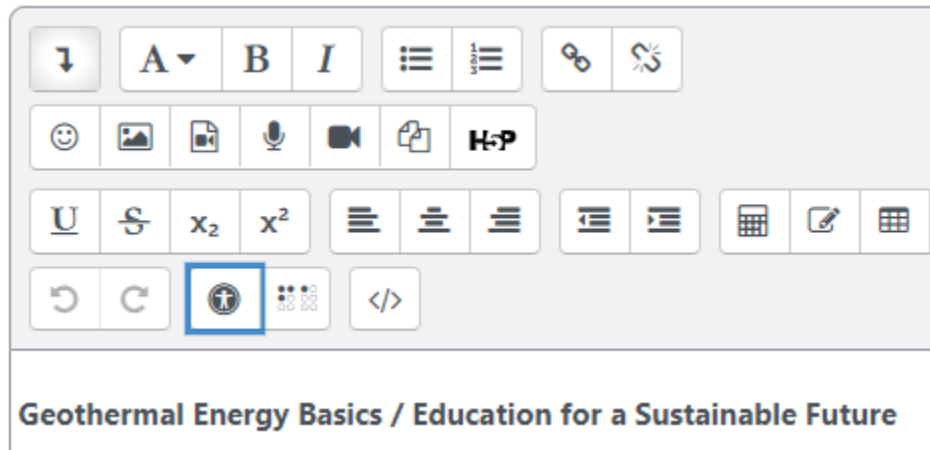 A B I
H5P
U S x₂ x²
</>
Geothermal Energy Basics / Education for a Sustainable Future